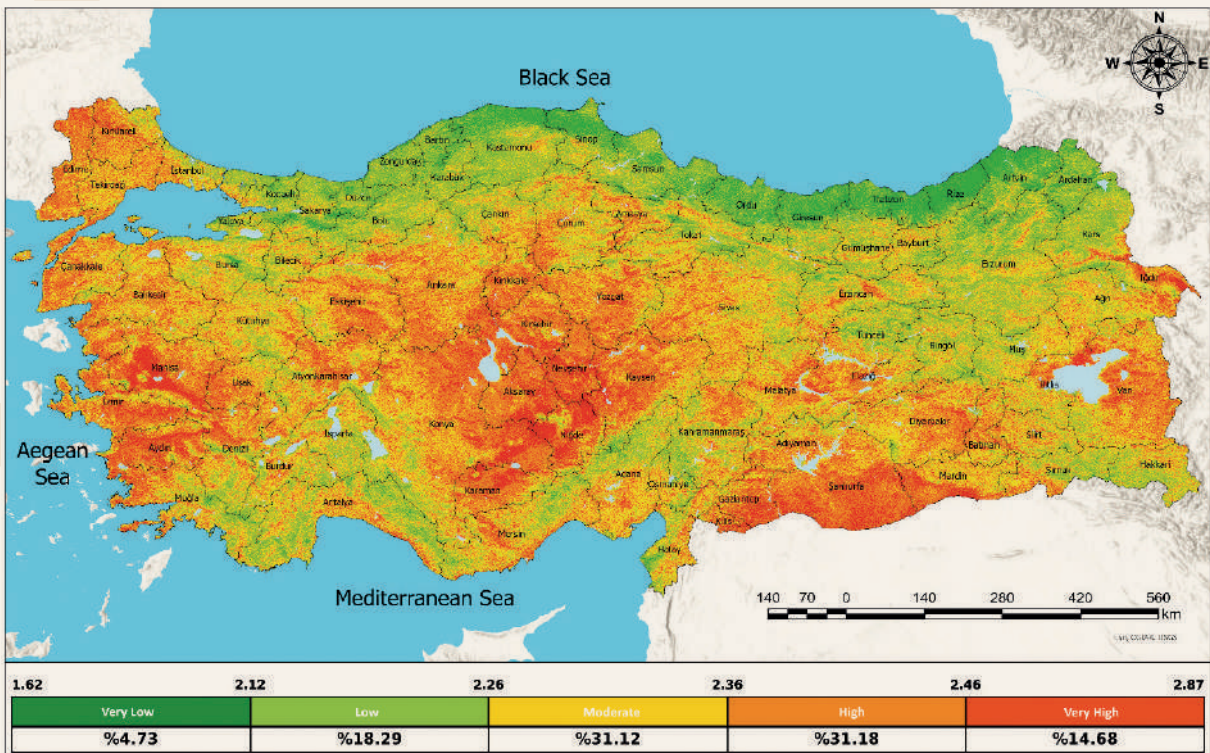 N
W E
S
Black Sea
Kırklareli
Edirne
Tekirdağ
İstanbul
Kocaeli
Yalova
Sakarya
Düzce
Zonguldak
Bartın
Karabük
Kastamonu
Sinop
Samsun
Ordu
Giresun
Trabzon
Rize
Artvin
Ardahan
Bolu
Çankırı
Çorum
Amasya
Tokat
Gümüşhane
Bayburt
Kars
Çanakkale
Bursa
Bilecik
Balıkesir
Eskişehir
Ankara
Kırıkkale
Yozgat
Sivas
Erzincan
Erzurum
Ağrı
Iğdır
Kütahya
Kırşehir
Tunceli
Bingöl
Muş
Manisa
Uşak
Afyonkarahisar
Aksaray
Nevşehir
Kayseri
Malatya
Elazığ
Bitlis
Van
İzmir
Konya
Niğde
Kahramanmaraş
Adıyaman
Diyarbakır
Batman
Siirt
Aegean
Sea
Aydın
Denizli
Isparta
Burdur
Karaman
Adana
Osmaniye
Gaziantep
Şanlıurfa
Mardin
Şırnak
Hakkari
Muğla
Antalya
Mersin
Kilis
Hatay
Mediterranean Sea
140 70 0 140 280 420 560
km
1.62 2.12 2.26 2.36 2.46 2.87
Very Low Low Moderate High Very High
%4.73 %18.29 %31.12 %31.18 %14.68